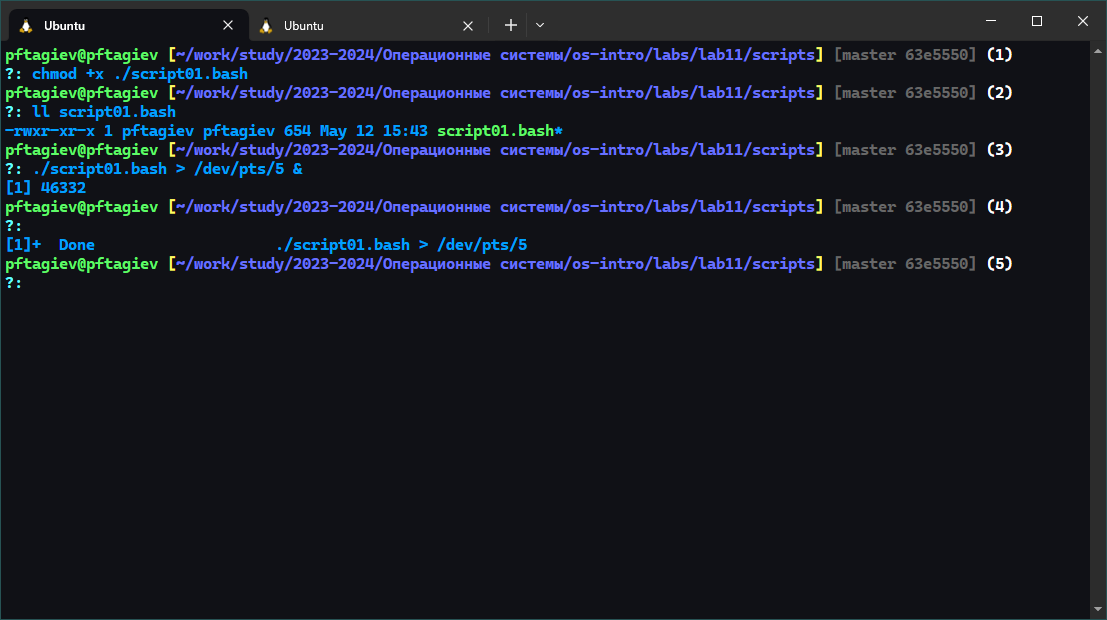 Ubuntu Ubuntu
pftagiev@pftagiev [~/work/study/2023-2024/Операционные системы/os-intro/labs/lab11/scripts] [master 63e5550] (1)
?: chmod +x ./script01.bash
pftagiev@pftagiev [~/work/study/2023-2024/Операционные системы/os-intro/labs/lab11/scripts] [master 63e5550] (2)
?: ll script01.bash
-rwxr-xr-x 1 pftagiev pftagiev 654 May 12 15:43 script01.bash*
pftagiev@pftagiev [~/work/study/2023-2024/Операционные системы/os-intro/labs/lab11/scripts] [master 63e5550] (3)
?: ./script01.bash > /dev/pts/5 &
[1] 46332
pftagiev@pftagiev [~/work/study/2023-2024/Операционные системы/os-intro/labs/lab11/scripts] [master 63e5550] (4)
?:
[1]+  Done                    ./script01.bash > /dev/pts/5
pftagiev@pftagiev [~/work/study/2023-2024/Операционные системы/os-intro/labs/lab11/scripts] [master 63e5550] (5)
?: